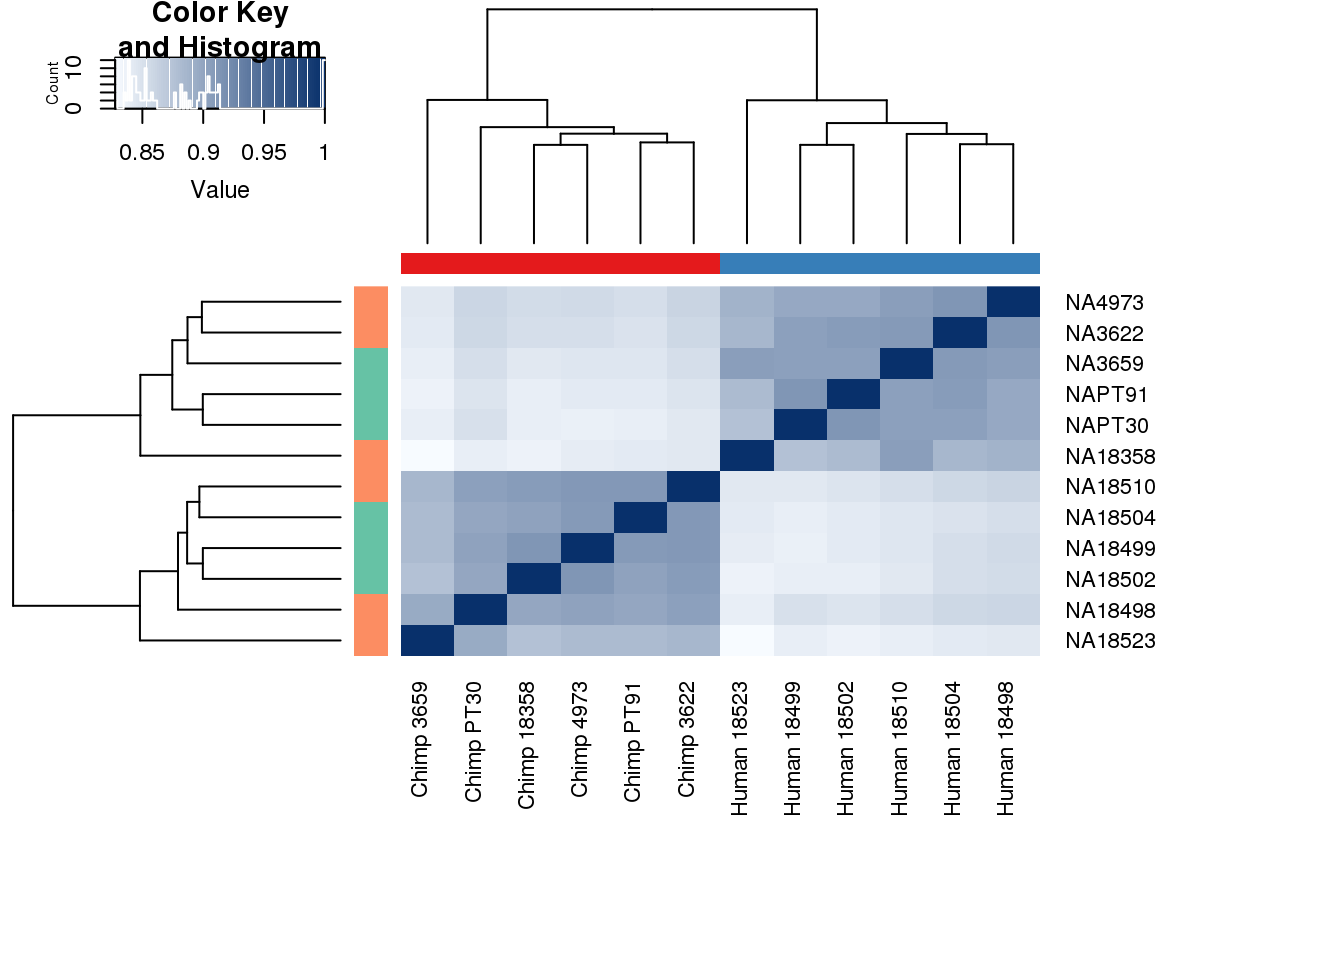 Color Key
and Histogram
Count
0 10
0.85 0.9 0.95 1
Value
NA4973
NA3622
NA3659
NAPT91
NAPT30
NA18358
NA18510
NA18504
NA18499
NA18502
NA18498
NA18523
Chimp 3659
Chimp PT30
Chimp 18358
Chimp 4973
Chimp PT91
Chimp 3622
Human 18523
Human 18499
Human 18502
Human 18510
Human 18504
Human 18498